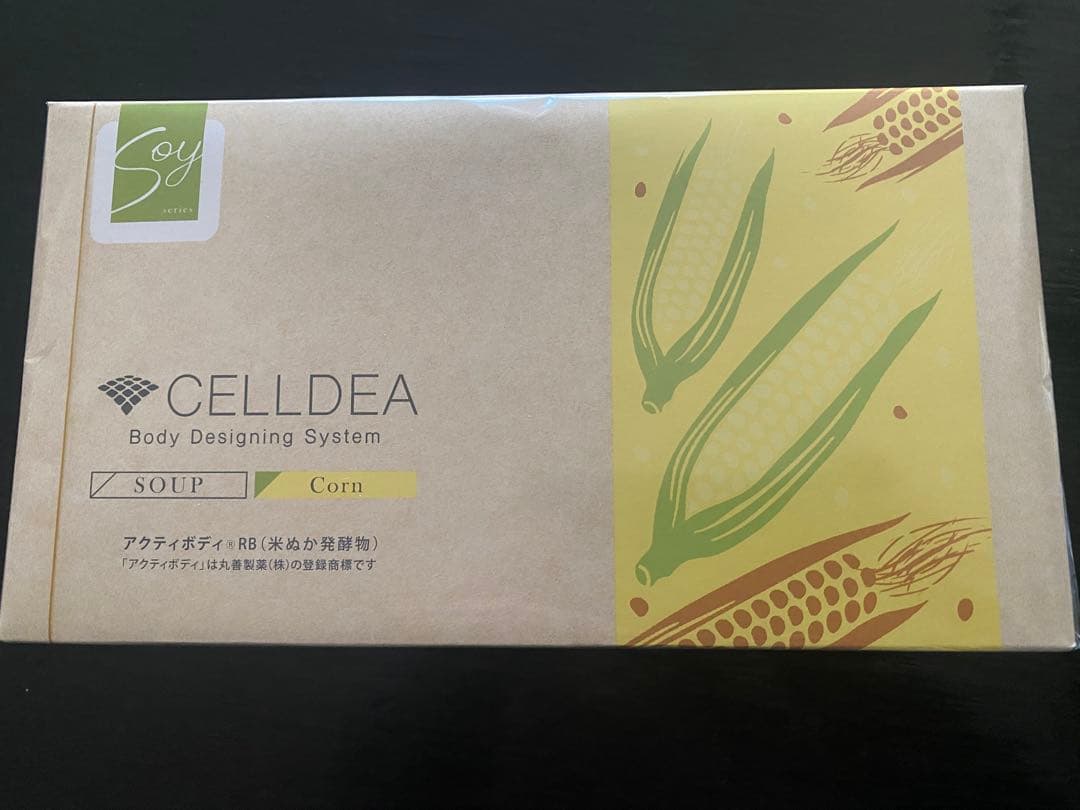 Soy
series
CELLDEA
Body Designing System
SOUP
Corn
アクティボディ®RB(米ぬか発酵物)
「アクティボディ」は丸善製薬(株)の登録商標です